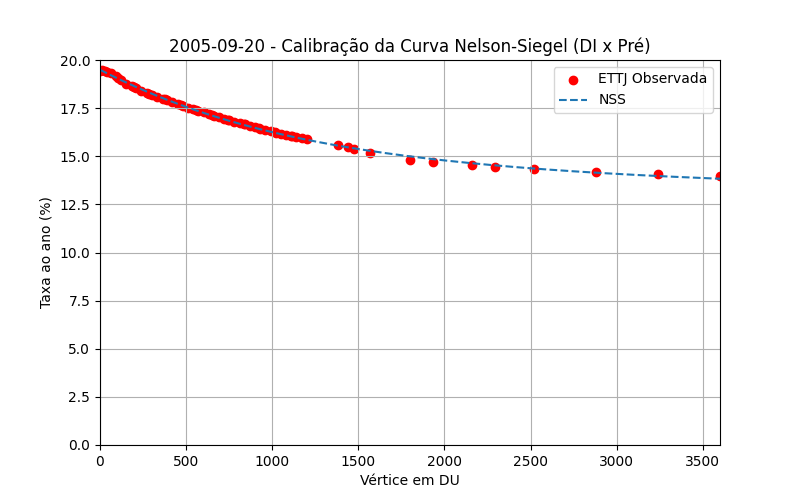 2005-09-20 - Calibração da Curva Nelson-Siegel (DI x Pré)
ETTJ Observada
NSS
Taxa ao ano (%)
20.0
17.5
15.0
12.5
10.0
7.5
5.0
2.5
0.0
0 500 1000 1500 2000 2500 3000 3500
Vértice em DU